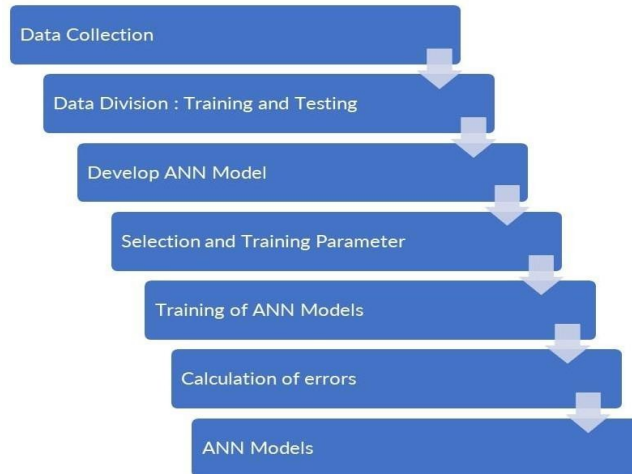 Data Collection
Data Division : Training and Testing
Develop ANN Model
Selection and Training Parameter
Training of ANN Models
Calculation of errors
ANN Models